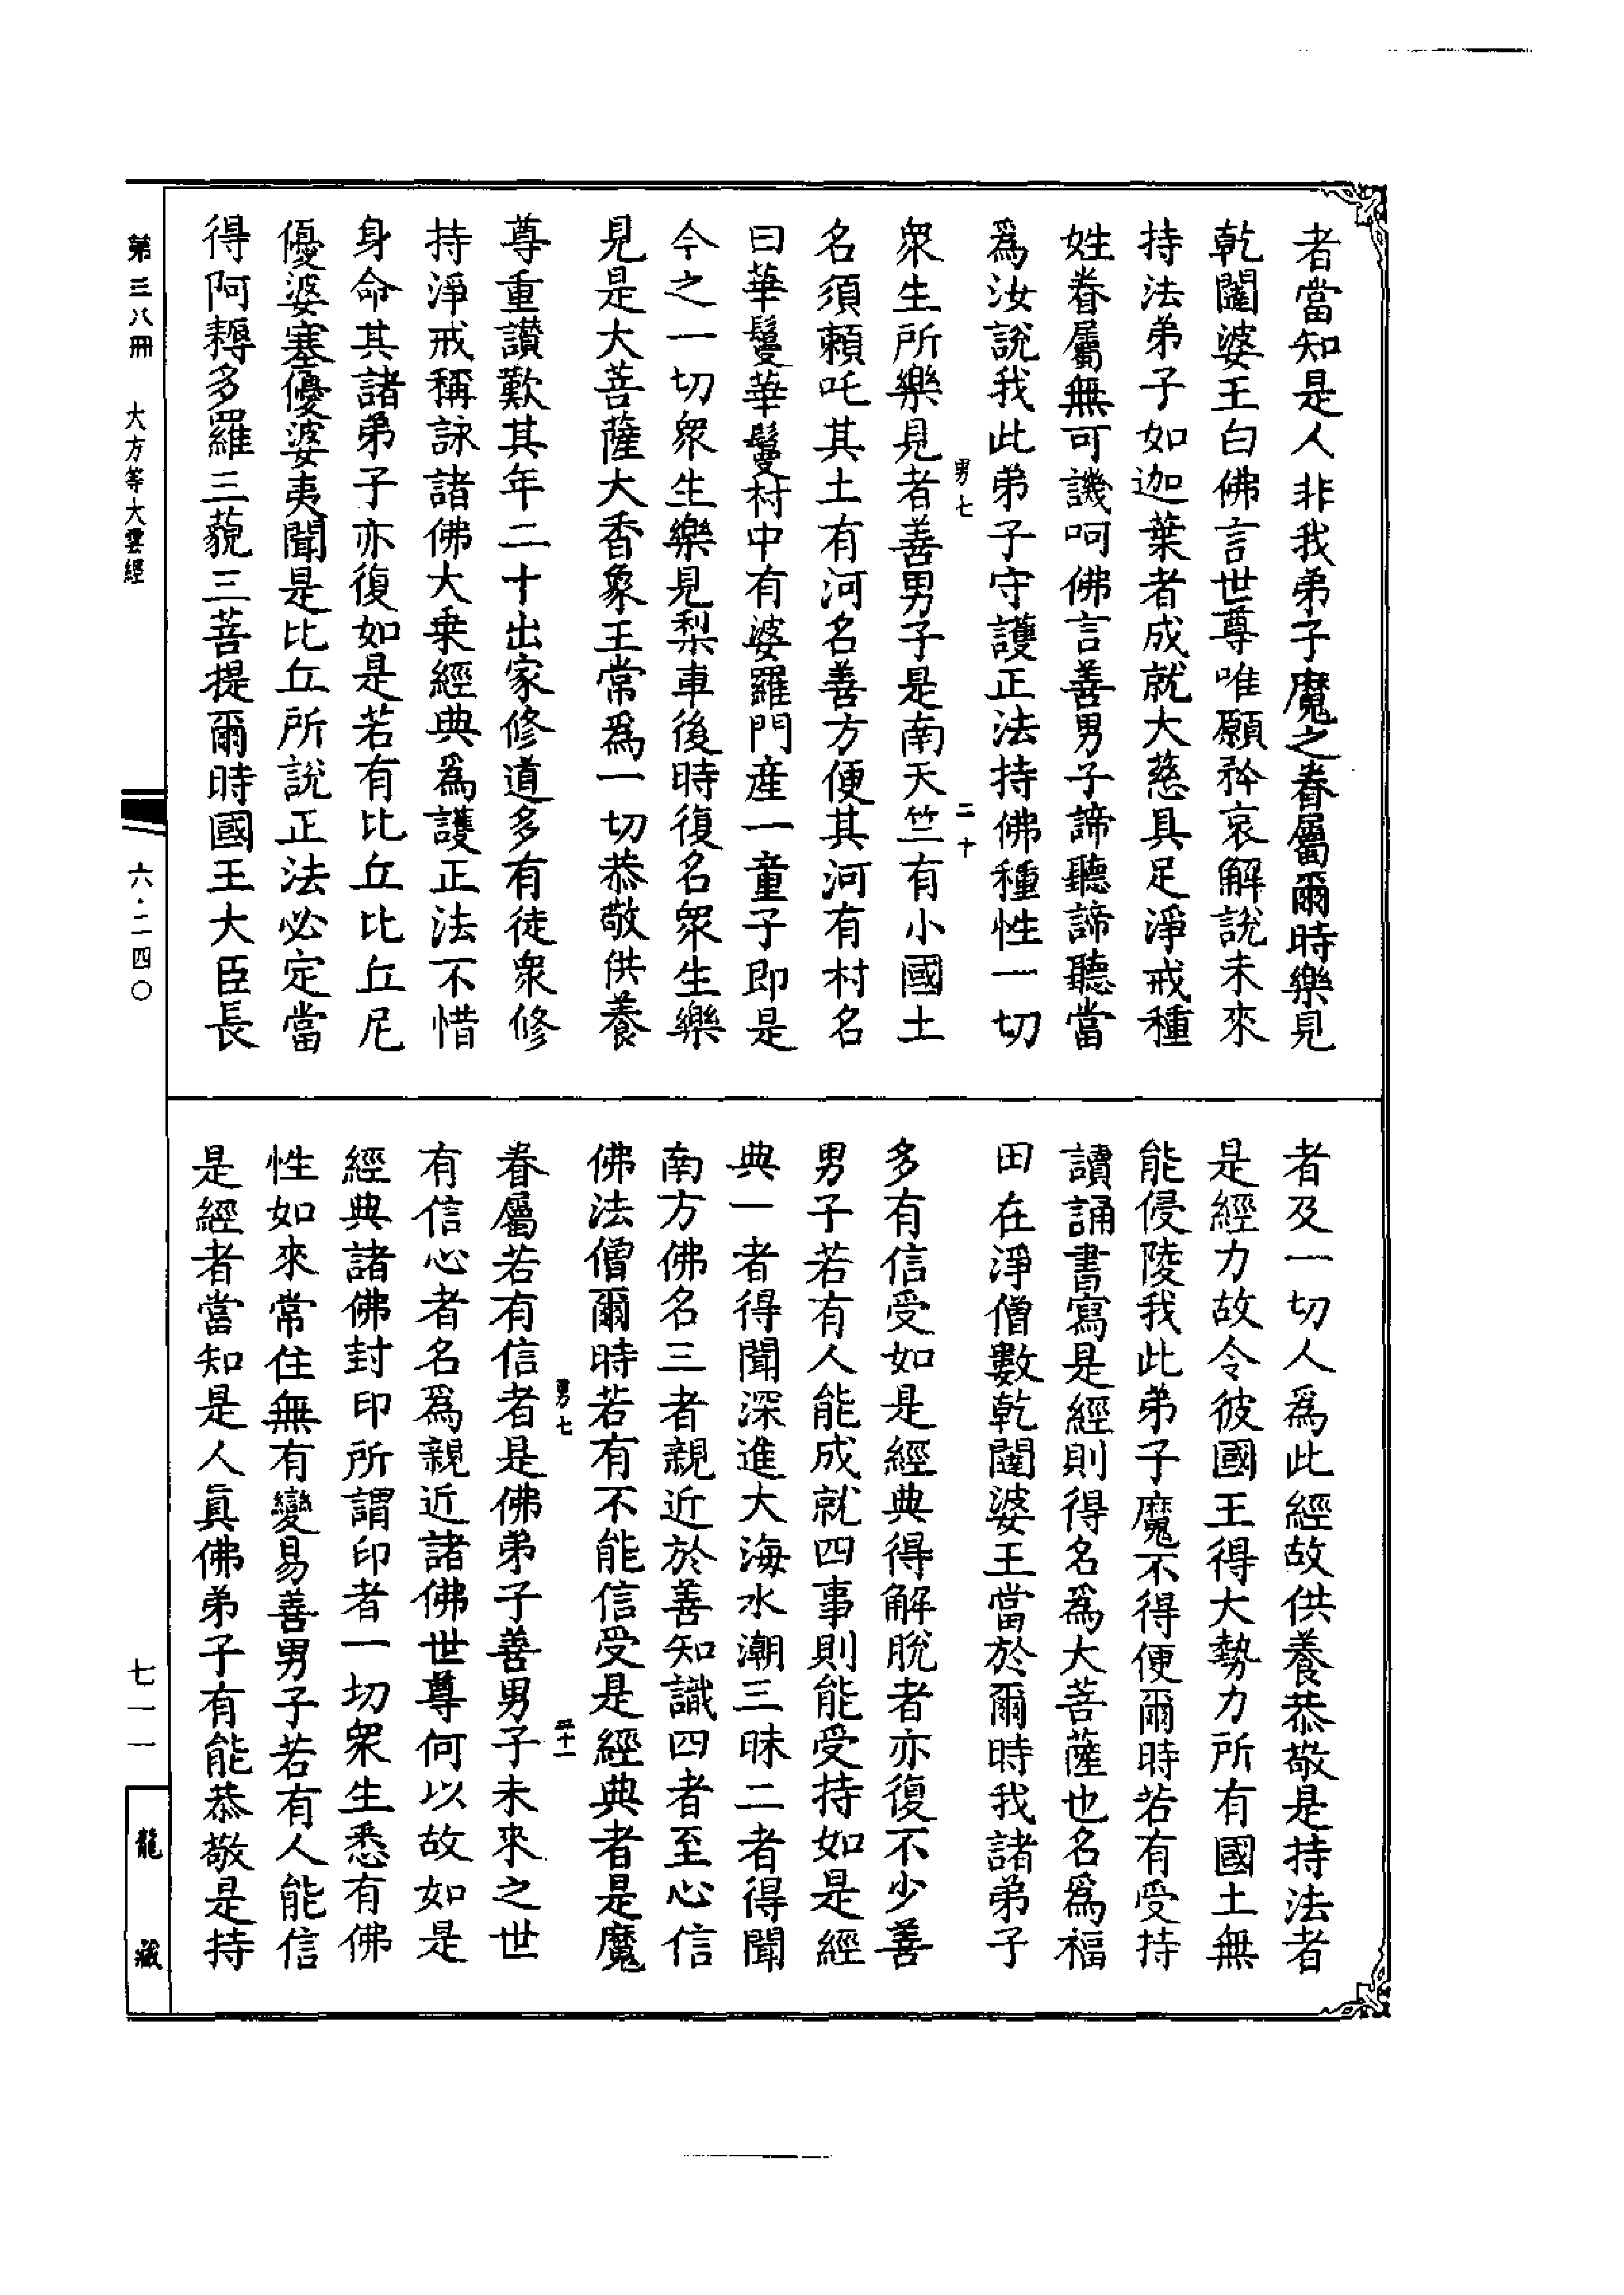 者當知是人非我弟子魔之眷屬爾時樂見
乾闥婆王白佛言世尊唯願矜哀解說未來
持法弟子如迦葉者成就大慈具足淨戒種
姓眷屬無可譏呵佛言善男子諦聽諦聽當
為汝說我此弟子守護正法持佛種性一切
男七
二十
衆生所樂見者善男子是南天竺有小國土
名須賴吒其土有河名善方便其河有村名
曰華鬘華鬘村中有婆羅門產一童子即是
今之一切衆生樂見梨車後時復名衆生樂
見是大菩薩大香象王常為一切恭敬供養
尊重讚歎其年二十出家修道多有徒衆修
持淨戒稱詠諸佛大乗經典為護正法不惜
身命其諸弟子亦復如是若有比丘比丘尼
優婆塞優婆夷聞是比丘所說正法必定當
得阿耨多羅三藐三菩提爾時國王大臣長
者及一切人為此經故供養恭敬是持法者
是經力故令彼國王得大勢力所有國土無
能侵陵我此弟子魔不得便爾時若有受持
讀誦書寫是經則得名為大菩薩也名為福
田在淨僧數乾闥婆王當於爾時我諸弟子
多有信受如是經典得解脫者亦復不少善
男子若有人能成就四事則能受持如是經
典一者得聞深進大海水潮三昧二者得聞
南方佛名三者親近於善知識四者至心信
佛法僧爾時若有不能信受是經典者是魔
男七
二十一
眷屬若有信者是佛弟子善男子未來之世
有信心者名為親近諸佛世尊何以故如是
經典諸佛封印所謂印者一切衆生悉有佛
性如來常住無有變易善男子若有人能信
是經者當知是人真佛弟子有能恭敬是持
第三八冊 大方等大雲經
六·二四〇
七一一
龍藏